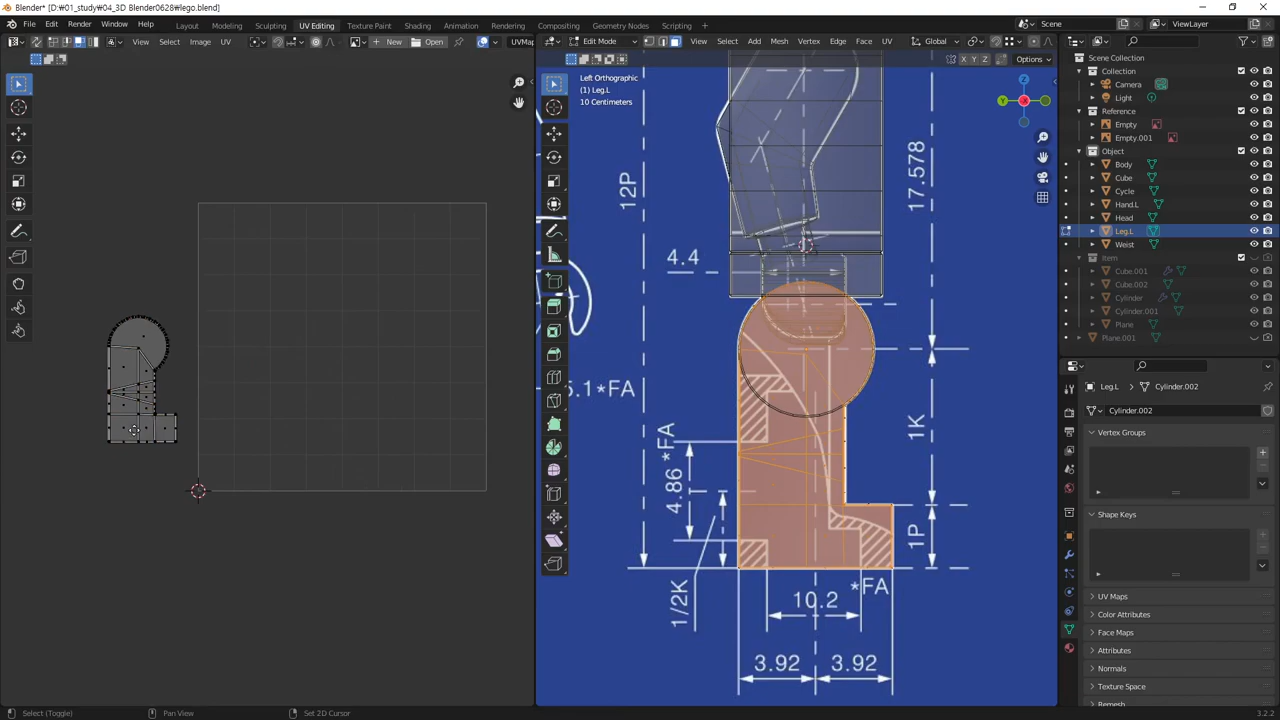 Blender* [D:₩01_study₩04_3D Blender0628₩lego.blend]
File Edit Render Window Help Layout Modeling Sculpting UV Editing Texture Paint Shading Animation Rendering Compositing Geometry Nodes Scripting Scene ViewLayer
View Select Image UV New Open UVMap
Edit Mode View Select Add Mesh Vertex Edge Face UV Global
X Y Z Options
Left Orthographic
(1) Leg.L
10 Centimeters
Z
Y
X
12P
17.578
4.4
5.1*FA
4.86 *FA
1K
1P
1/2K
*FA
10.2
3.92 3.92
Scene Collection
Collection
Camera
Light
Reference
Empty
Empty.001
Object
Body
Cube
Cycle
Hand.L
Head
Leg.L
Weist
Item
Cube.001
Cube.002
Cylinder
Cylinder.001
Plane
Plane.001
Leg.L Cylinder.002
Cylinder.002
Vertex Groups
Shape Keys
UV Maps
Color Attributes
Face Maps
Attributes
Normals
Texture Space
Remesh
Select (Toggle) Pan View Set 2D Cursor 3.2.2